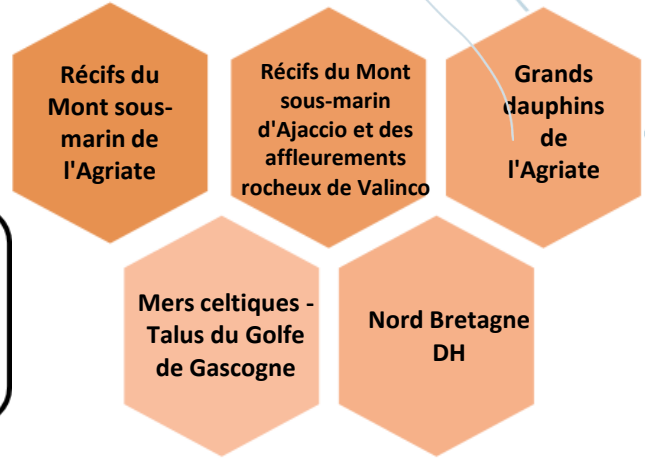 Récifs du
Mont sous-
marin de
l'Agriate
Récifs du Mont
sous-marin
d'Ajaccio et des
affleurements
rocheux de Valinco
Grands
dauphins
de
l'Agriate
Mers celtiques -
Talus du Golfe
de Gascogne
Nord Bretagne
DH